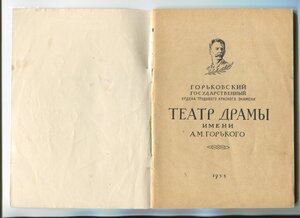 ГОРЬКОВСКИЙ
ГОСУДАРСТВЕННЫЙ
ОРДЕНА ТРУДОВОГО КРАСНОГО ЗНАМЕНИ
ТЕАТР ДРАМЫ
ИМЕНИ
А.М.ГОРЬКОГО